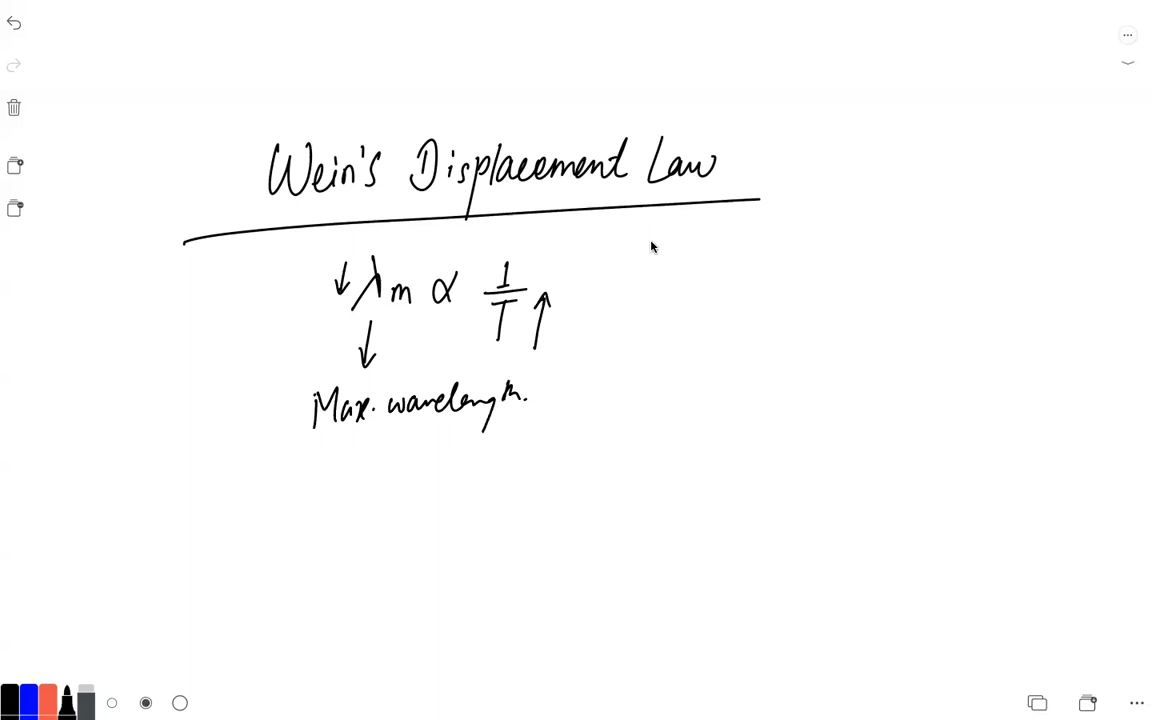 Wein's Displacement Law
↓ λm ∝ 1/T ↑
↓
Max. wavelength.